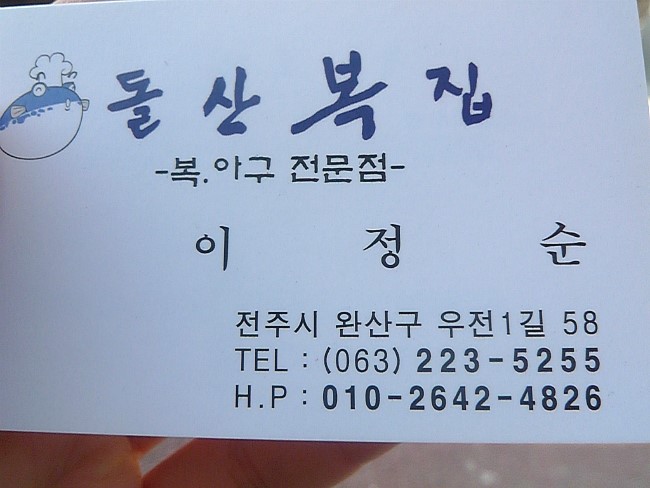 돌산복집
-복.아구 전문점-
이 정 순
전주시 완산구 우전1길 58
TEL : (063) 223-5255
H.P : 010-2642-4826